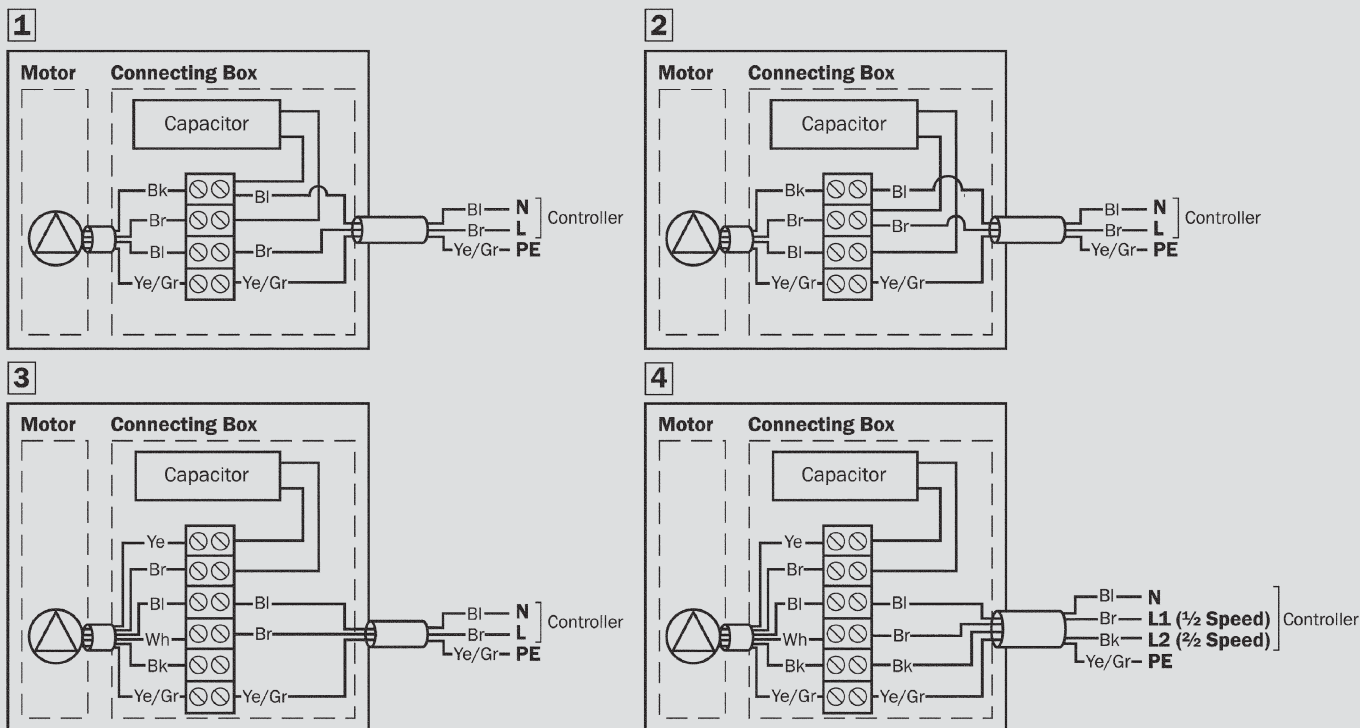 1
Motor Connecting Box
Capacitor
Bk
Bl
Br
Bl Br
Ye/Gr Ye/Gr
Bl N
Br L
Ye/Gr PE
Controller
2
Motor Connecting Box
Capacitor
Bk Bl
Br
Br
Bl
Ye/Gr Ye/Gr
Bl N
Br L
Ye/Gr PE
Controller
3
Motor Connecting Box
Capacitor
Ye
Br
Bl Bl
Wh Br
Bk
Ye/Gr Ye/Gr
Bl N
Br L
Ye/Gr PE
Controller
4
Motor Connecting Box
Capacitor
Ye
Br
Bl Bl
Wh Br
Bk Bk
Ye/Gr Ye/Gr
Bl N
Br L1 (½ Speed)
Bk L2 (2⁄2 Speed)
Ye/Gr PE
Controller